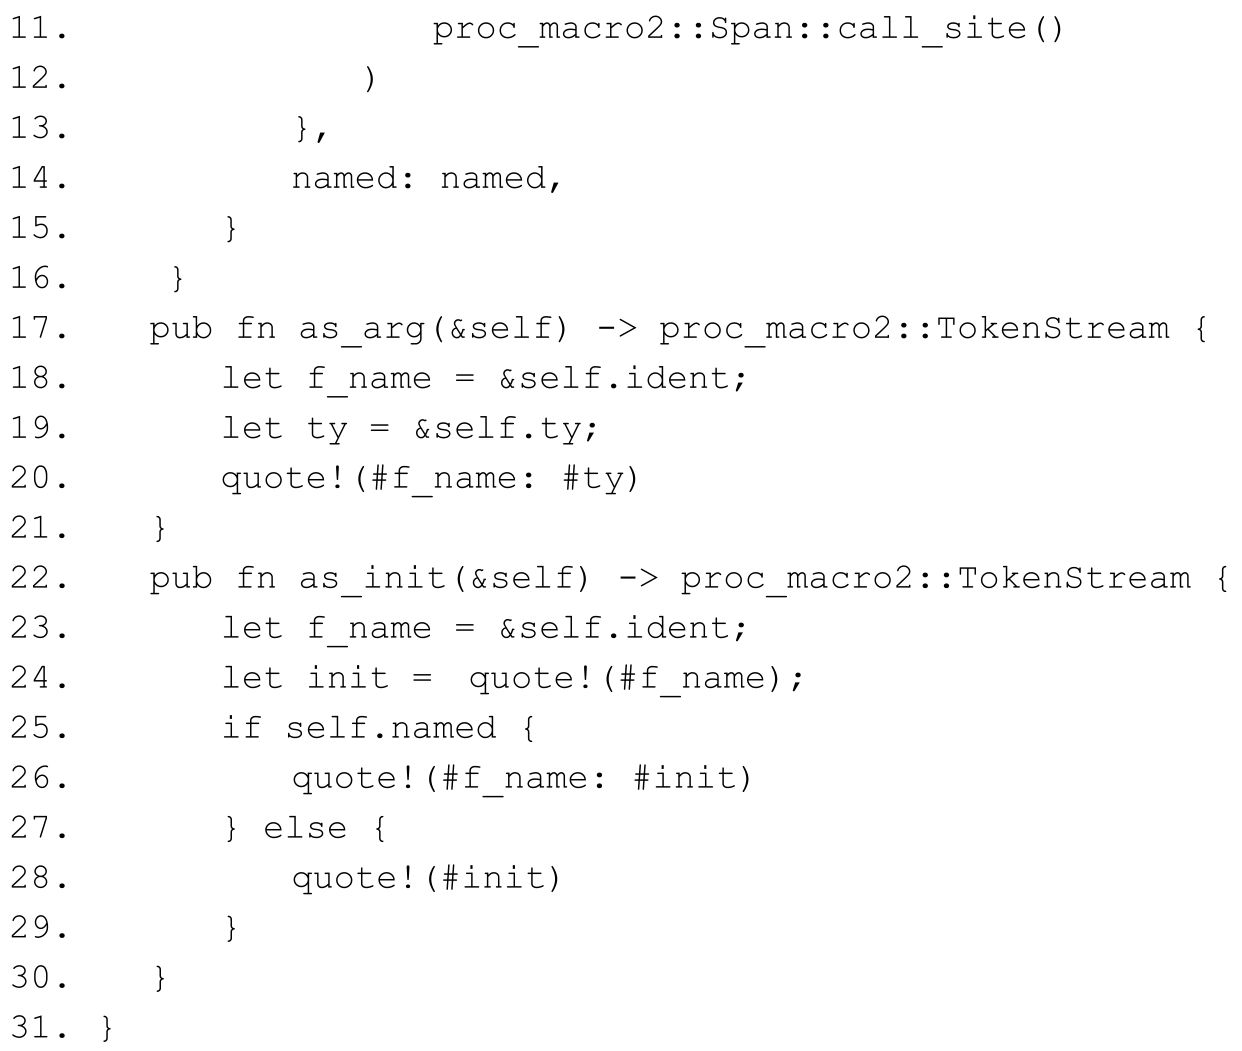 11.                proc_macro2::Span::call_site()
12.             )
13.          },
14.          named: named,
15.       }
16.     }
17.    pub fn as_arg(&self) -> proc_macro2::TokenStream {
18.       let f_name = &self.ident;
19.       let ty = &self.ty;
20.       quote!(#f_name: #ty)
21.    }
22.    pub fn as_init(&self) -> proc_macro2::TokenStream {
23.       let f_name = &self.ident;
24.       let init =  quote!(#f_name);
25.       if self.named {
26.          quote!(#f_name: #init)
27.       } else {
28.          quote!(#init)
29.       }
30.    }
31. }